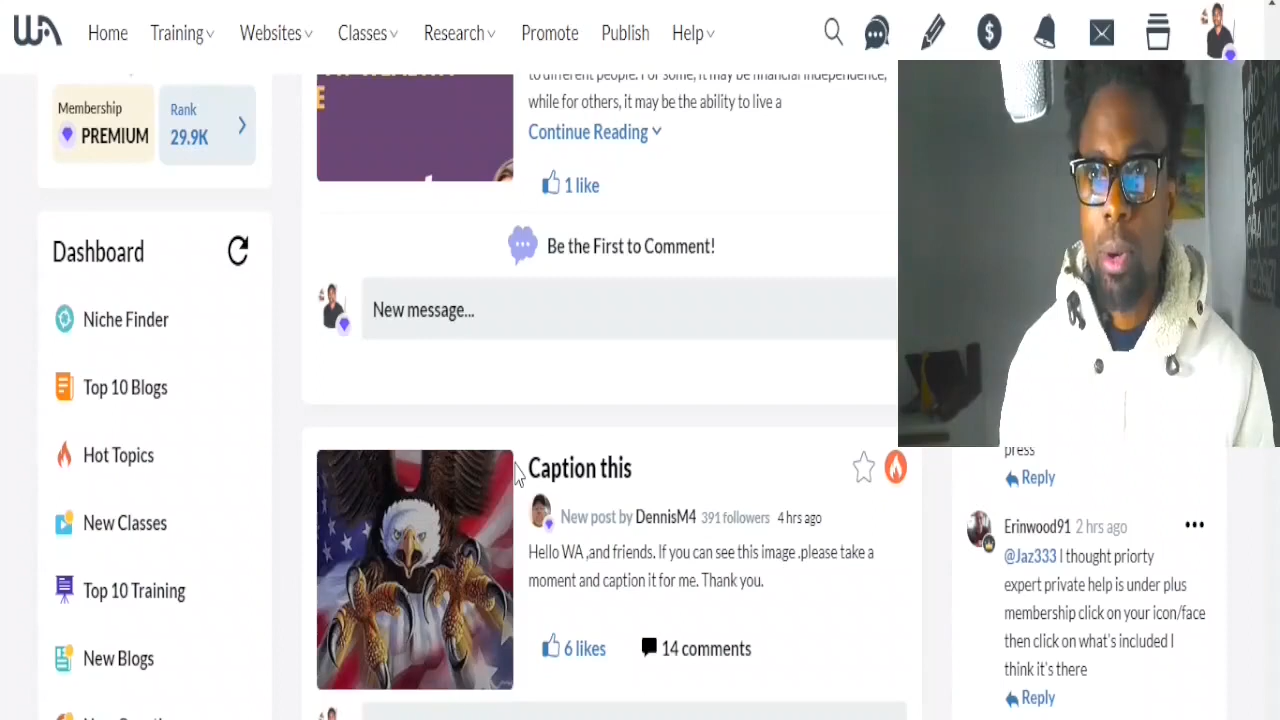 WA Home Training Websites Classes Research Promote Publish Help
Membership
PREMIUM
Rank
29.9K
Dashboard
Niche Finder
Top 10 Blogs
Hot Topics
New Classes
Top 10 Training
New Blogs
to different people. For some, it may be financial independence,
while for others, it may be the ability to live a
Continue Reading
1 like
Be the First to Comment!
New message...
Caption this
New post by DennisM4 391 followers 4 hrs ago
Hello WA ,and friends. If you can see this image .please take a
moment and caption it for me. Thank you.
6 likes 14 comments
press
Reply
Erinwood91 2 hrs ago
@Jaz333 I thought priorty
expert private help is under plus
membership click on your icon/face
then click on what's included I
think it's there
Reply